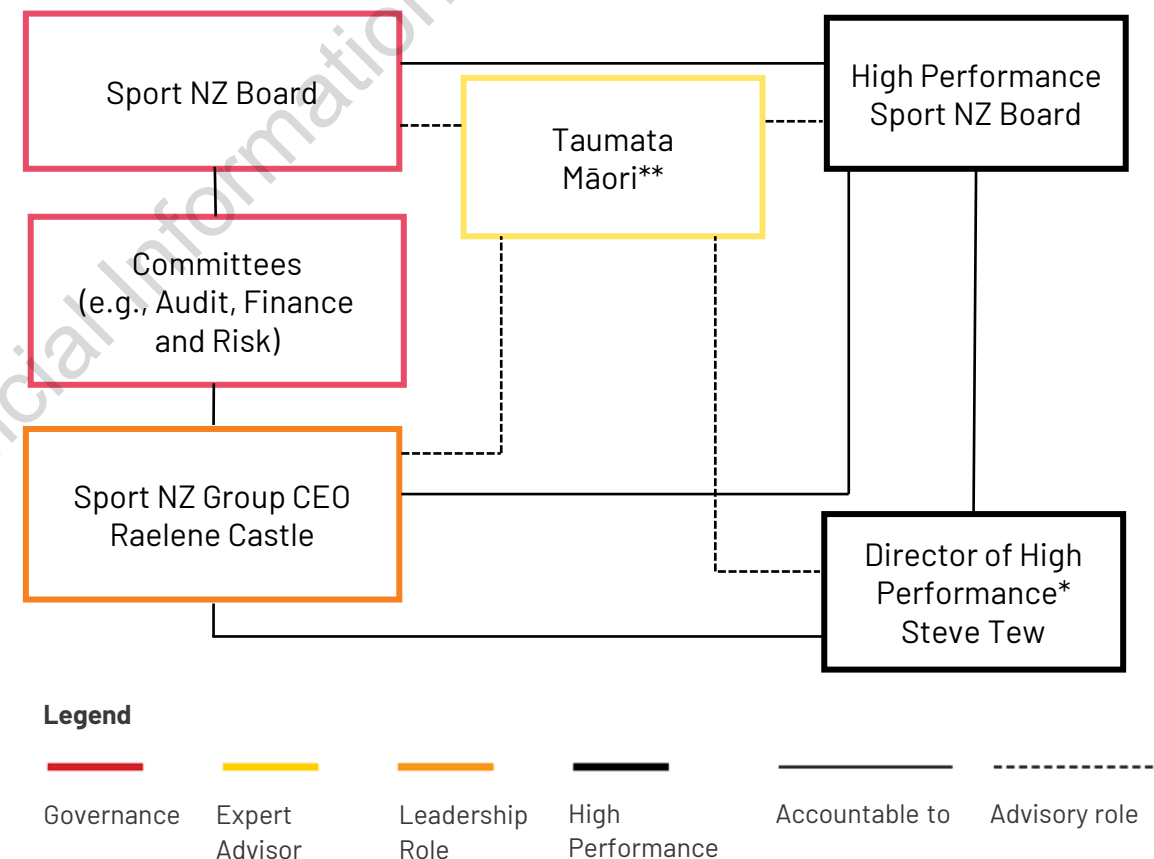 Sport NZ Board
High Performance
Sport NZ Board
Taumata
Māori**
Committees
(e.g., Audit, Finance
and Risk)
Sport NZ Group CEO
Raelene Castle
Director of High
Performance*
Steve Tew
Legend
Governance
Expert
Advisor
Leadership
Role
High
Performance
Accountable to
Advisory role
Information